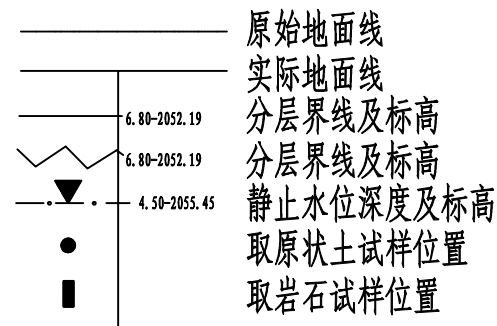 原始地面线
实际地面线
6.80-2052.19 分层界线及标高
6.80-2052.19 分层界线及标高
4.50-2055.45 静止水位深度及标高
取原状土试样位置
取岩石试样位置